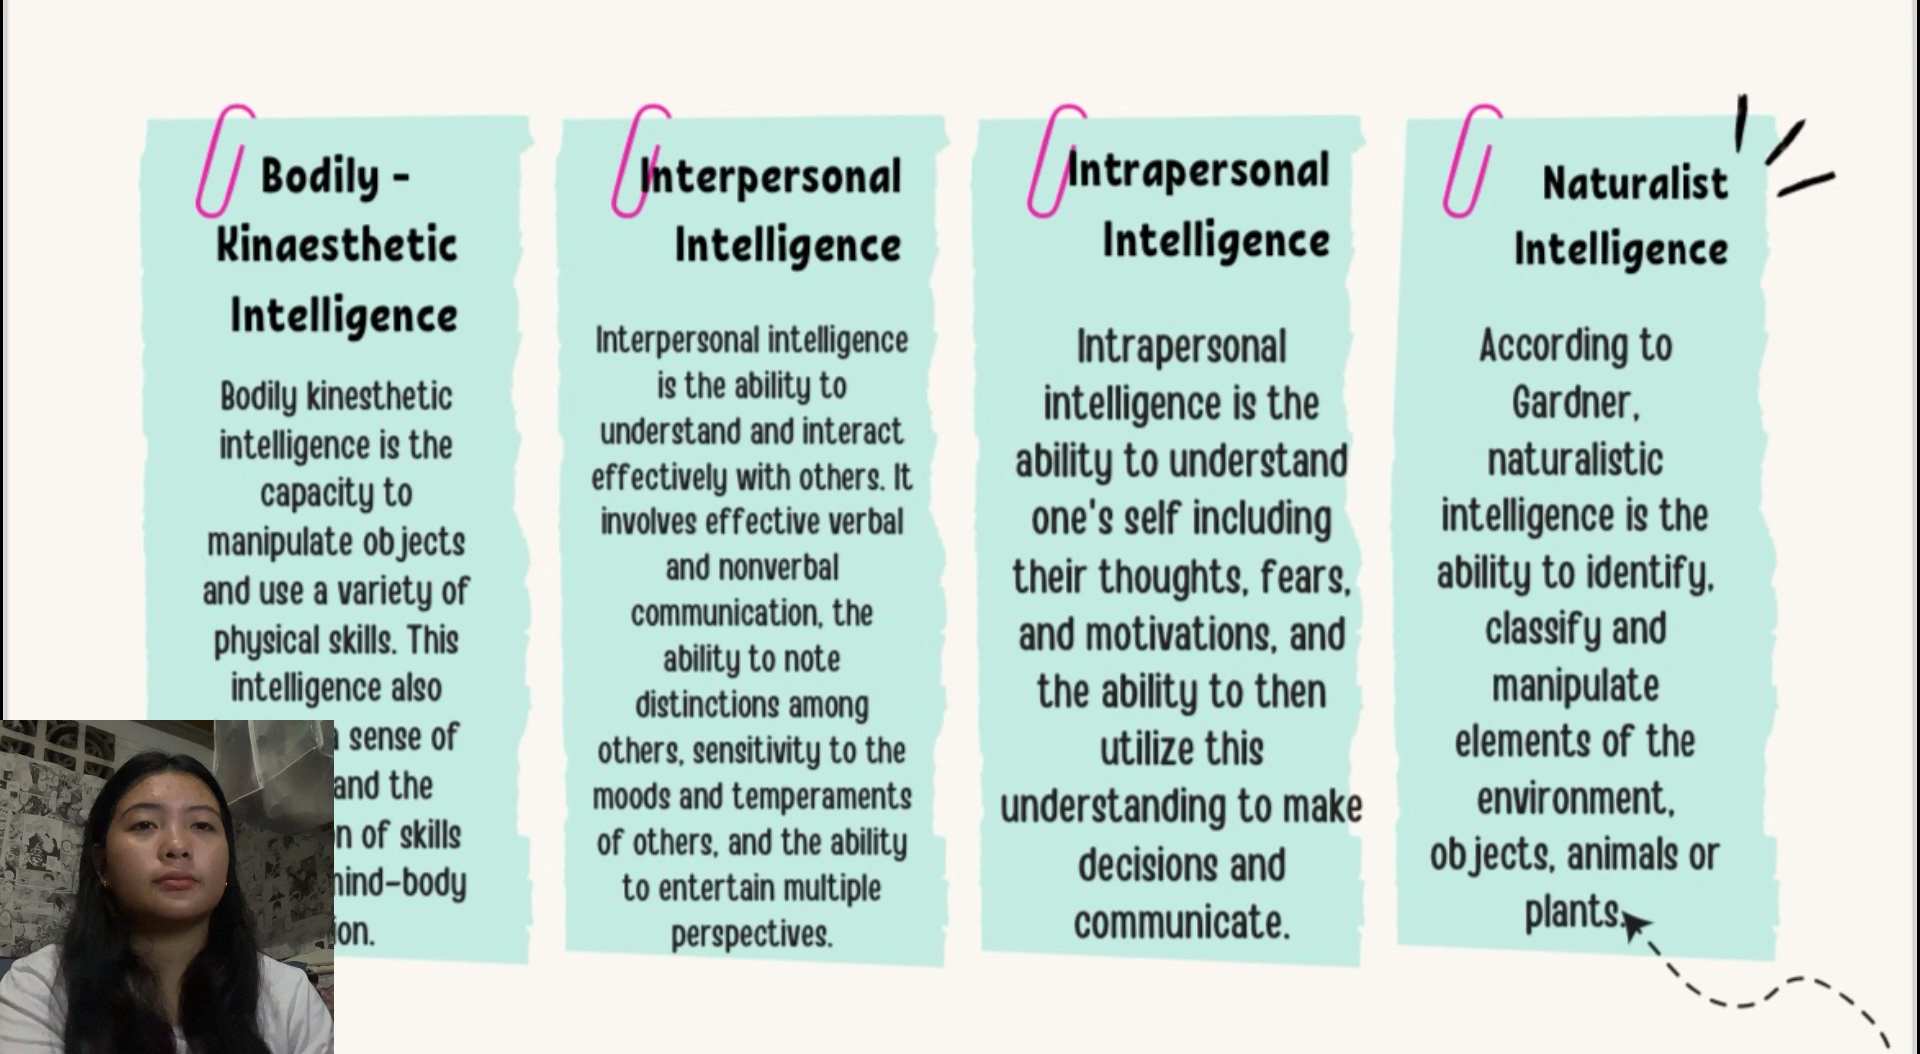 Bodily -
Kinaesthetic
Intelligence
Bodily kinesthetic
intelligence is the
capacity to
manipulate objects
and use a variety of
physical skills. This
intelligence also
sense of
and the
of skills
mind-body
Interpersonal
Intelligence
Interpersonal intelligence
is the ability to
understand and interact
effectively with others. It
involves effective verbal
and nonverbal
communication, the
ability to note
distinctions among
others, sensitivity to the
moods and temperaments
of others, and the ability
to entertain multiple
perspectives.
Intrapersonal
Intelligence
Intrapersonal
intelligence is the
ability to understand
one's self including
their thoughts, fears,
and motivations, and
the ability to then
utilize this
understanding to make
decisions and
communicate.
Naturalist
Intelligence
According to
Gardner,
naturalistic
intelligence is the
ability to identify,
classify and
manipulate
elements of the
environment,
objects, animals or
plants.